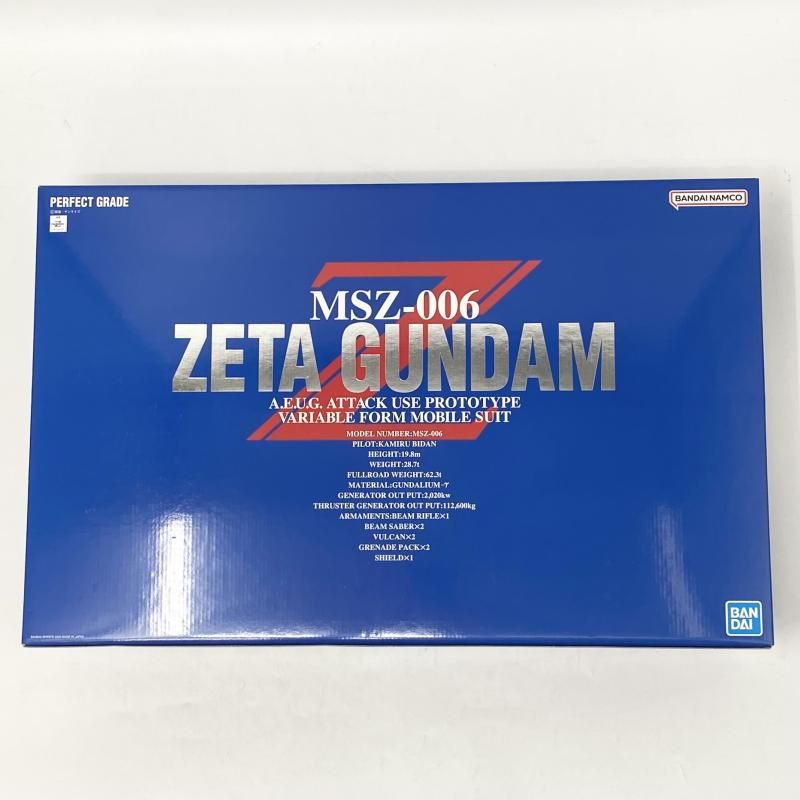 PERFECT GRADE
BANDAI NAMCO
MSZ-006
ZETA GUNDAM
A.E.U.G. ATTACK USE PROTOTYPE
VARIABLE FORM MOBILE SUIT
MODEL NUMBER:MSZ-006
PILOT:KAMIRU BIDAN
HEIGHT:19.8m
WEIGHT:28.7t
FULLROAD WEIGHT:62.3t
MATERIAL:GUNDALIUM-γ
GENERATOR OUT PUT:2,020kw
THRUSTER GENERATOR OUT PUT:112,600kg
ARMAMENTS:BEAM RIFLE×1
BEAM SABER×2
VULCAN×2
GRENADE PACK×2
SHIELD×1
BAN
DAI